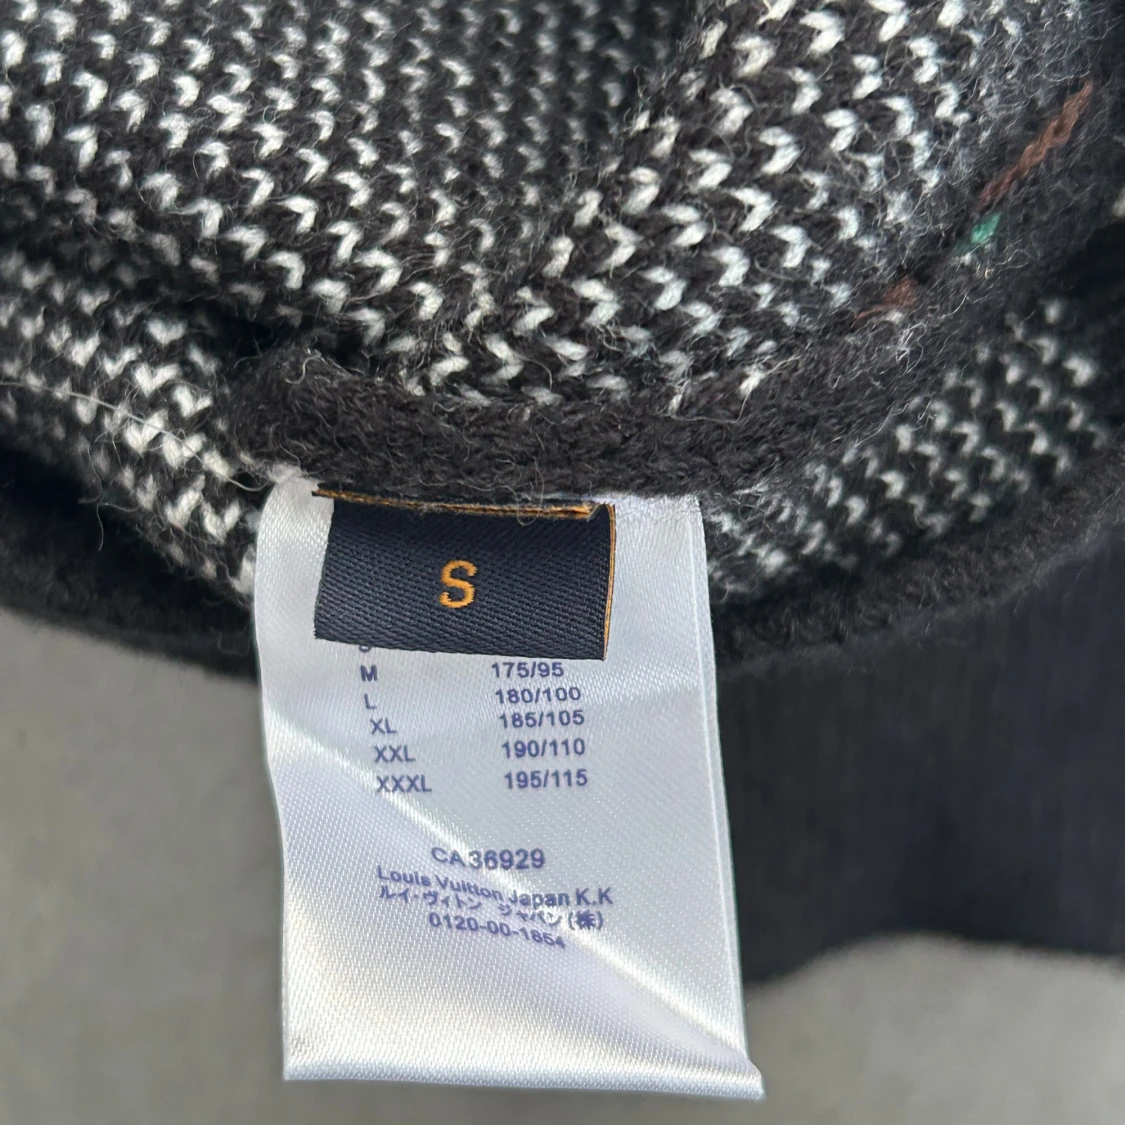 S
M 175/95
L 180/100
XL 185/105
XXL 190/110
XXXL 195/115
CA 36929
Louis Vuitton Japan K.K
ルイ・ヴィトン ジャパン (株)
0120-00-1854